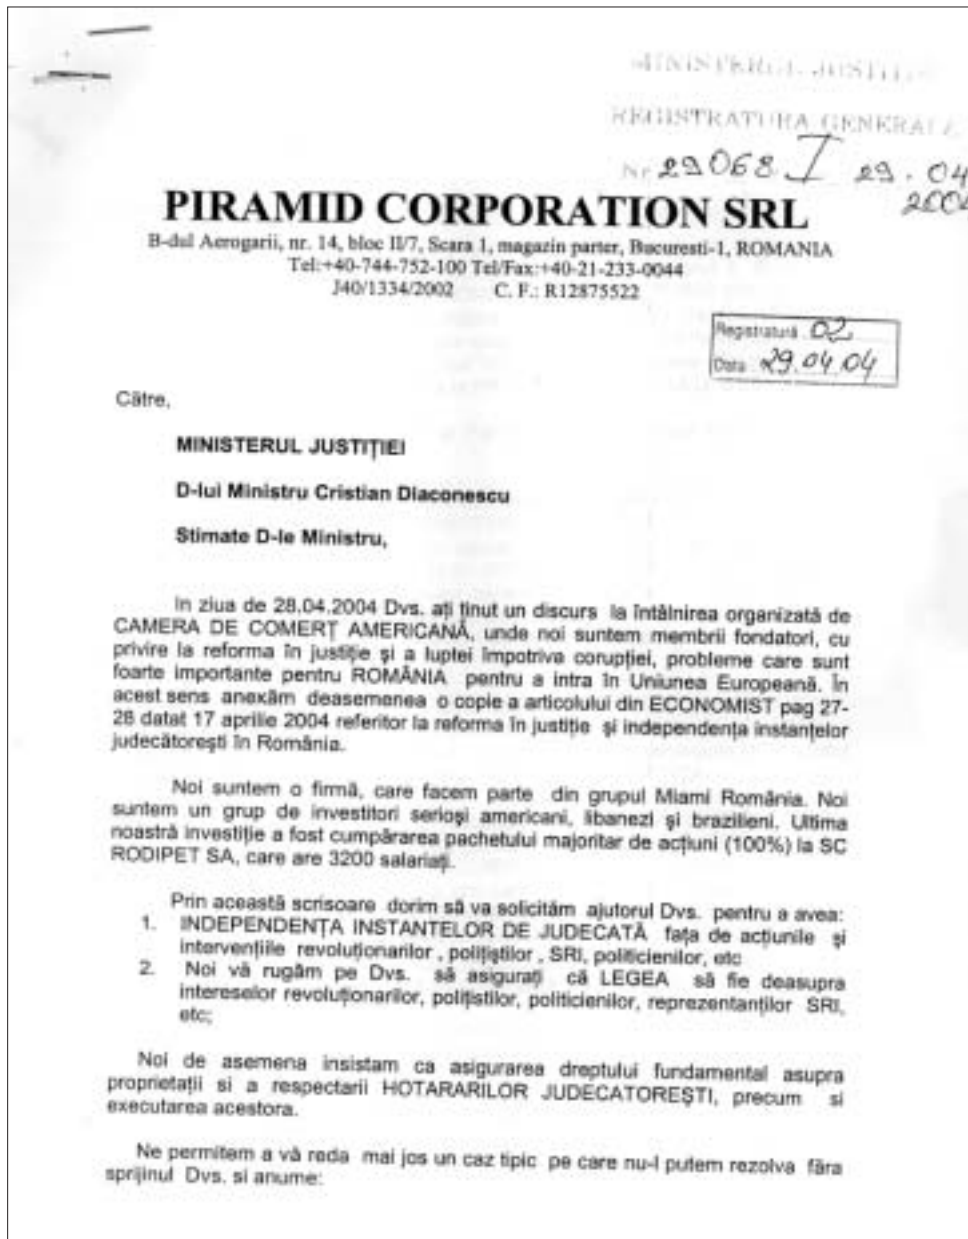 MINISTERUL JUSTITIEI
REGISTRATURA GENERALA
Nr 29068 I 29.04
2004
PIRAMID CORPORATION SRL
B-dul Aerogarii, nr. 14, bloc II/7, Scara 1, magazin parter, Bucuresti-1, ROMANIA
Tel:+40-744-752-100 Tel/Fax:+40-21-233-0044
J40/1334/2002 C. F.: R12875522
Registratură 02
Data 29.04.04
Către,
MINISTERUL JUSTIȚIEI
D-lui Ministru Cristian Diaconescu
Stimate D-le Ministru,
In ziua de 28.04.2004 Dvs. ați ținut un discurs la întâlnirea organizată de
CAMERA DE COMERȚ AMERICANĂ, unde noi suntem membrii fondatori, cu
privire la reforma în justiție și a luptei împotriva corupției, probleme care sunt
foarte importante pentru ROMÂNIA pentru a intra în Uniunea Europeană. În
acest sens anexăm deasemenea o copie a articolului din ECONOMIST pag 27-
28 datat 17 aprilie 2004 referitor la reforma în justiție și independența instanțelor
judecătorești în România.
Noi suntem o firmă, care facem parte din grupul Miami România. Noi
suntem un grup de investitori serioși americani, libanezi și brazilieni. Ultima
noastră investiție a fost cumpărarea pachetului majoritar de acțiuni (100%) la SC
RODIPET SA, care are 3200 salariați.
Prin această scrisoare dorim să va solicităm ajutorul Dvs. pentru a avea:
1. INDEPENDENȚA INSTANTELOR DE JUDECATĂ fața de acțiunile și
intervențiile revoluționarilor , polițiștilor , SRI, politicienilor, etc
2. Noi vă rugăm pe Dvs. să asigurați că LEGEA să fie deasupra
intereselor revoluționarilor, polițistilor, politicienilor, reprezentanților SRI,
etc;
Noi de asemena insistam ca asigurarea dreptului fundamental asupra
proprietații si a respectarii HOTARARILOR JUDECATOREȘTI, precum si
executarea acestora.
Ne permitem a vă reda mai jos un caz tipic pe care nu-l putem rezolva făra
sprijinul Dvs. si anume: